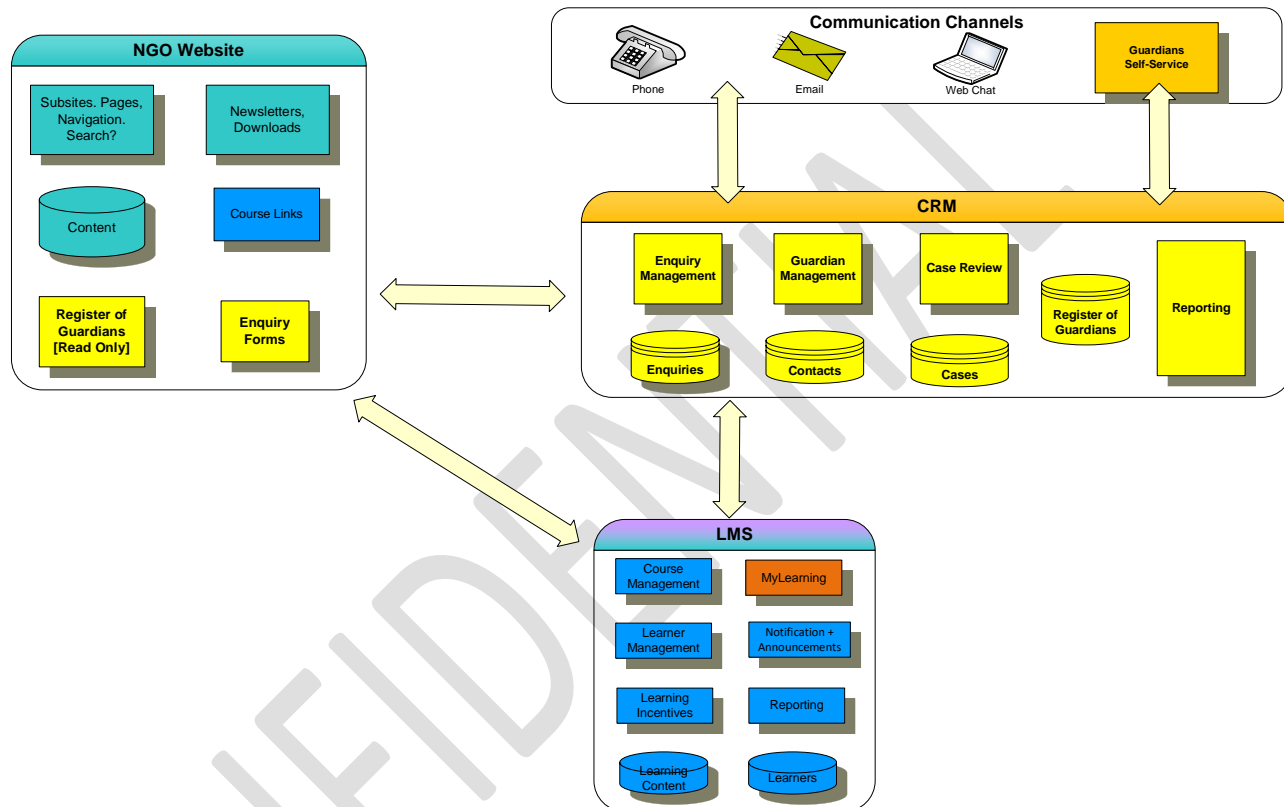 Communication Channels
Phone
Email
Web Chat
Guardians
Self-Service
NGO Website
Subsites. Pages,
Navigation.
Search?
Newsletters,
Downloads
Content
Course Links
Register of
Guardians
[Read Only]
Enquiry
Forms
CRM
Enquiry
Management
Guardian
Management
Case Review
Register of
Guardians
Reporting
Enquiries
Contacts
Cases
LMS
Course
Management
MyLearning
Learner
Management
Notification +
Announcements
Learning
Incentives
Reporting
Learning
Content
Learners
NFIDENTIAL